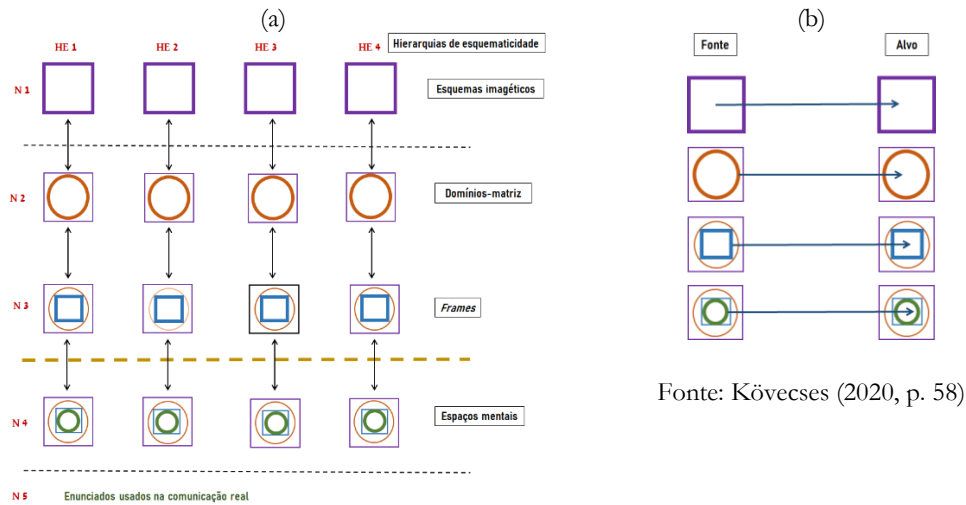 (a)
(b)
HE 1 HE 2 HE 3 HE 4 Hierarquias de esquematicidade
Fonte Alvo
N 1 Esquemas imagéticos
N 2 Domínios-matriz
N 3 Frames
Fonte: Kövecses (2020, p. 58)
N 4 Espaços mentais
N 5 Enunciados usados na comunicação real